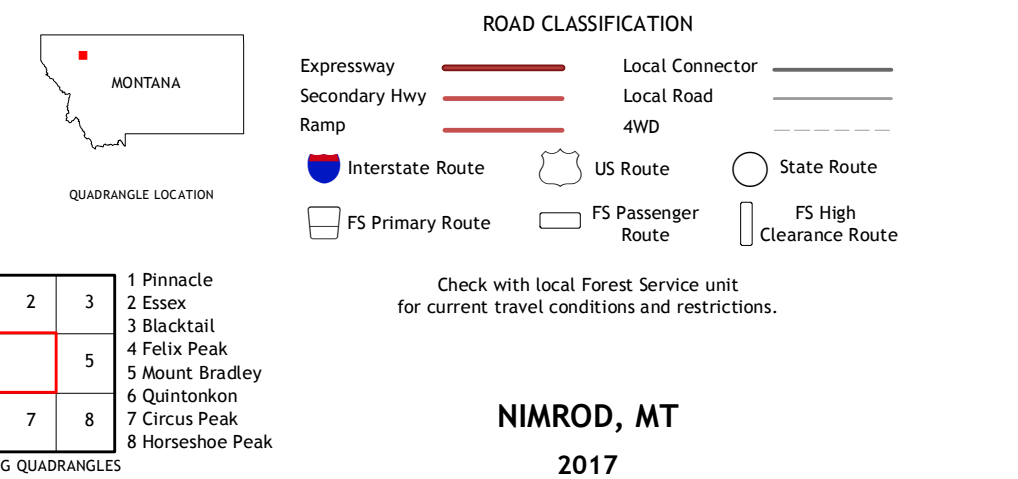 ROAD CLASSIFICATION
MONTANA
QUADRANGLE LOCATION
Expressway
Local Connector
Secondary Hwy
Local Road
Ramp
4WD
Interstate Route
US Route
State Route
FS Primary Route
FS Passenger
Route
FS High
Clearance Route
Check with local Forest Service unit
for current travel conditions and restrictions.
2
3
5
7
8
1 Pinnacle
2 Essex
3 Blacktail
4 Felix Peak
5 Mount Bradley
6 Quintonkon
7 Circus Peak
8 Horseshoe Peak
G QUADRANGLES
NIMROD, MT
2017